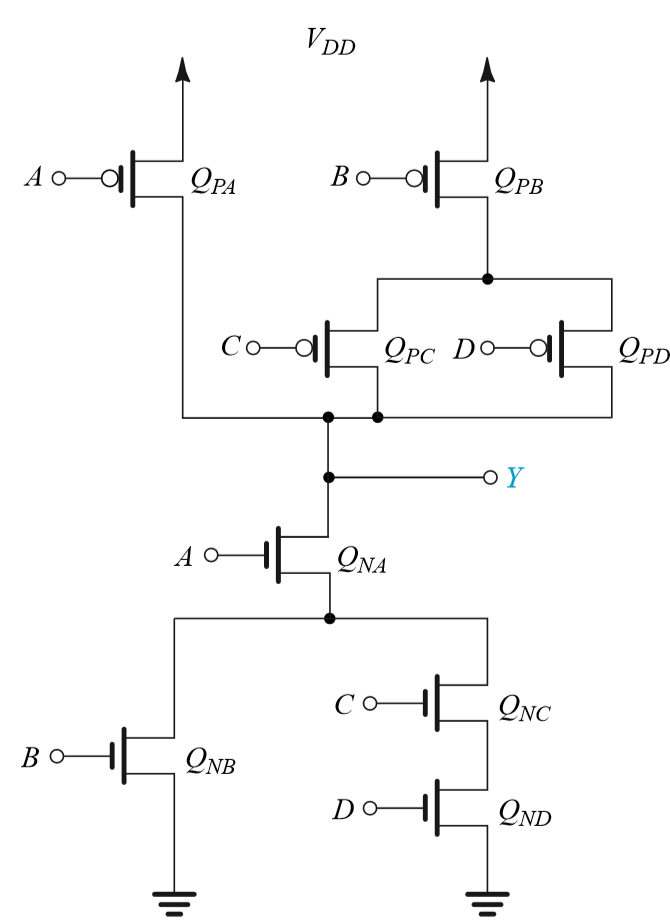 V_DD
A Q_PA B Q_PB
C Q_PC D Q_PD
Y
A Q_NA
C Q_NC
B Q_NB
D Q_ND